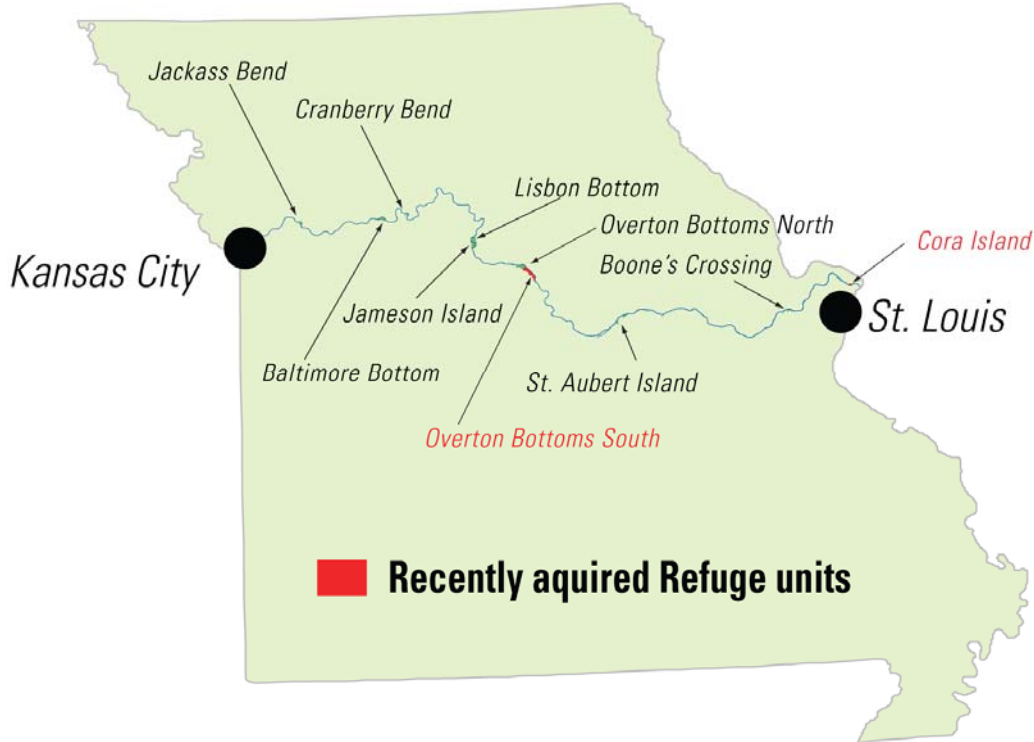 Jackass Bend
Cranberry Bend
Lisbon Bottom
Overton Bottoms North
Cora Island
Boone's Crossing
Kansas City
Jameson Island
St. Louis
Baltimore Bottom
St. Aubert Island
Overton Bottoms South
Recently aquired Refuge units